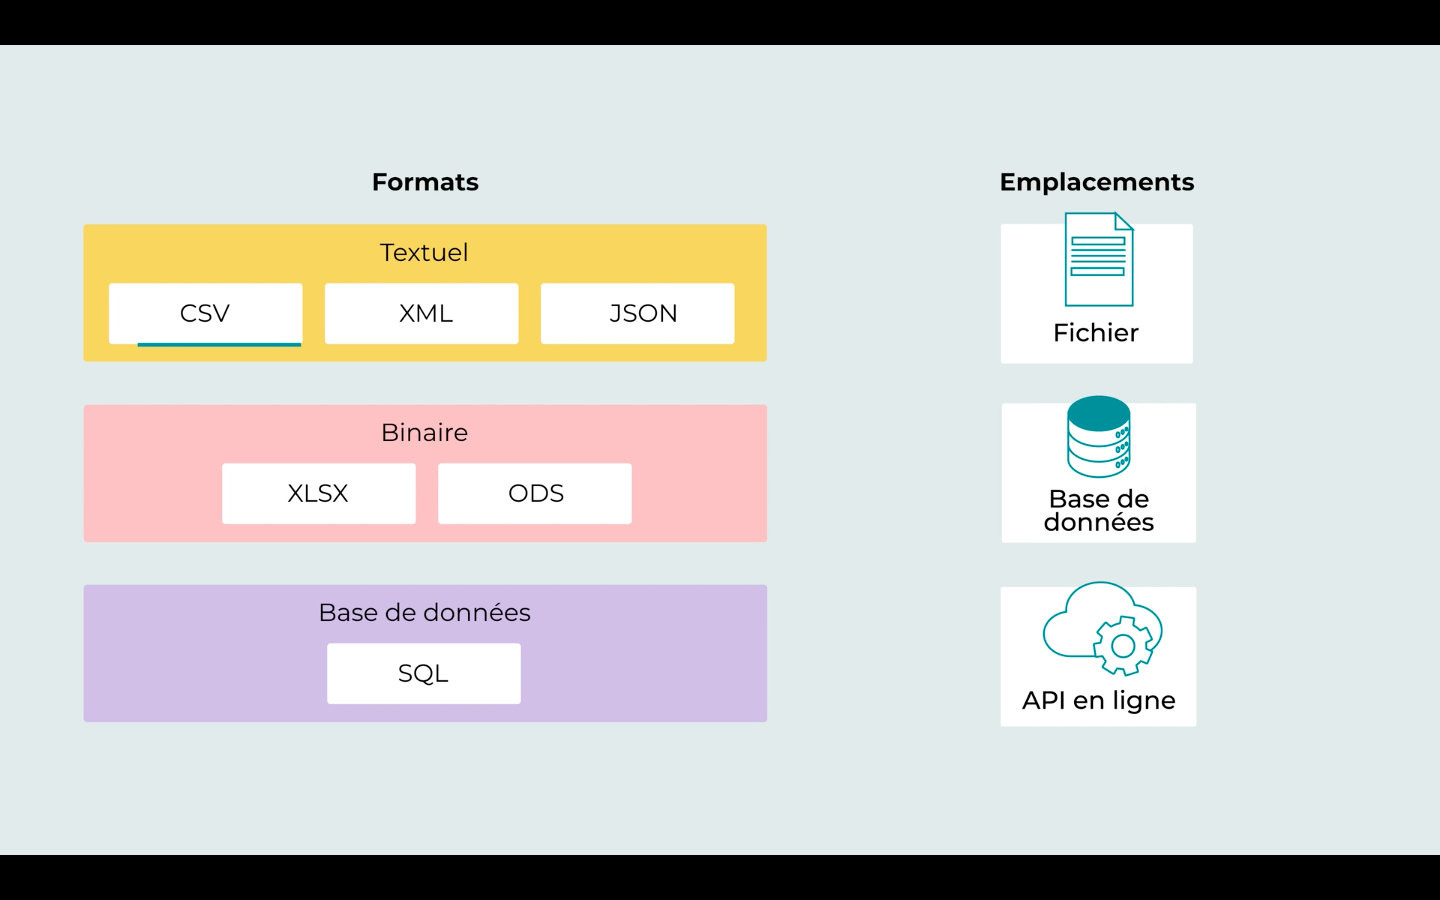 Formats
Textuel
CSV
XML
JSON
Binaire
XLSX
ODS
Base de données
SQL
Emplacements
Fichier
Base de
données
API en ligne